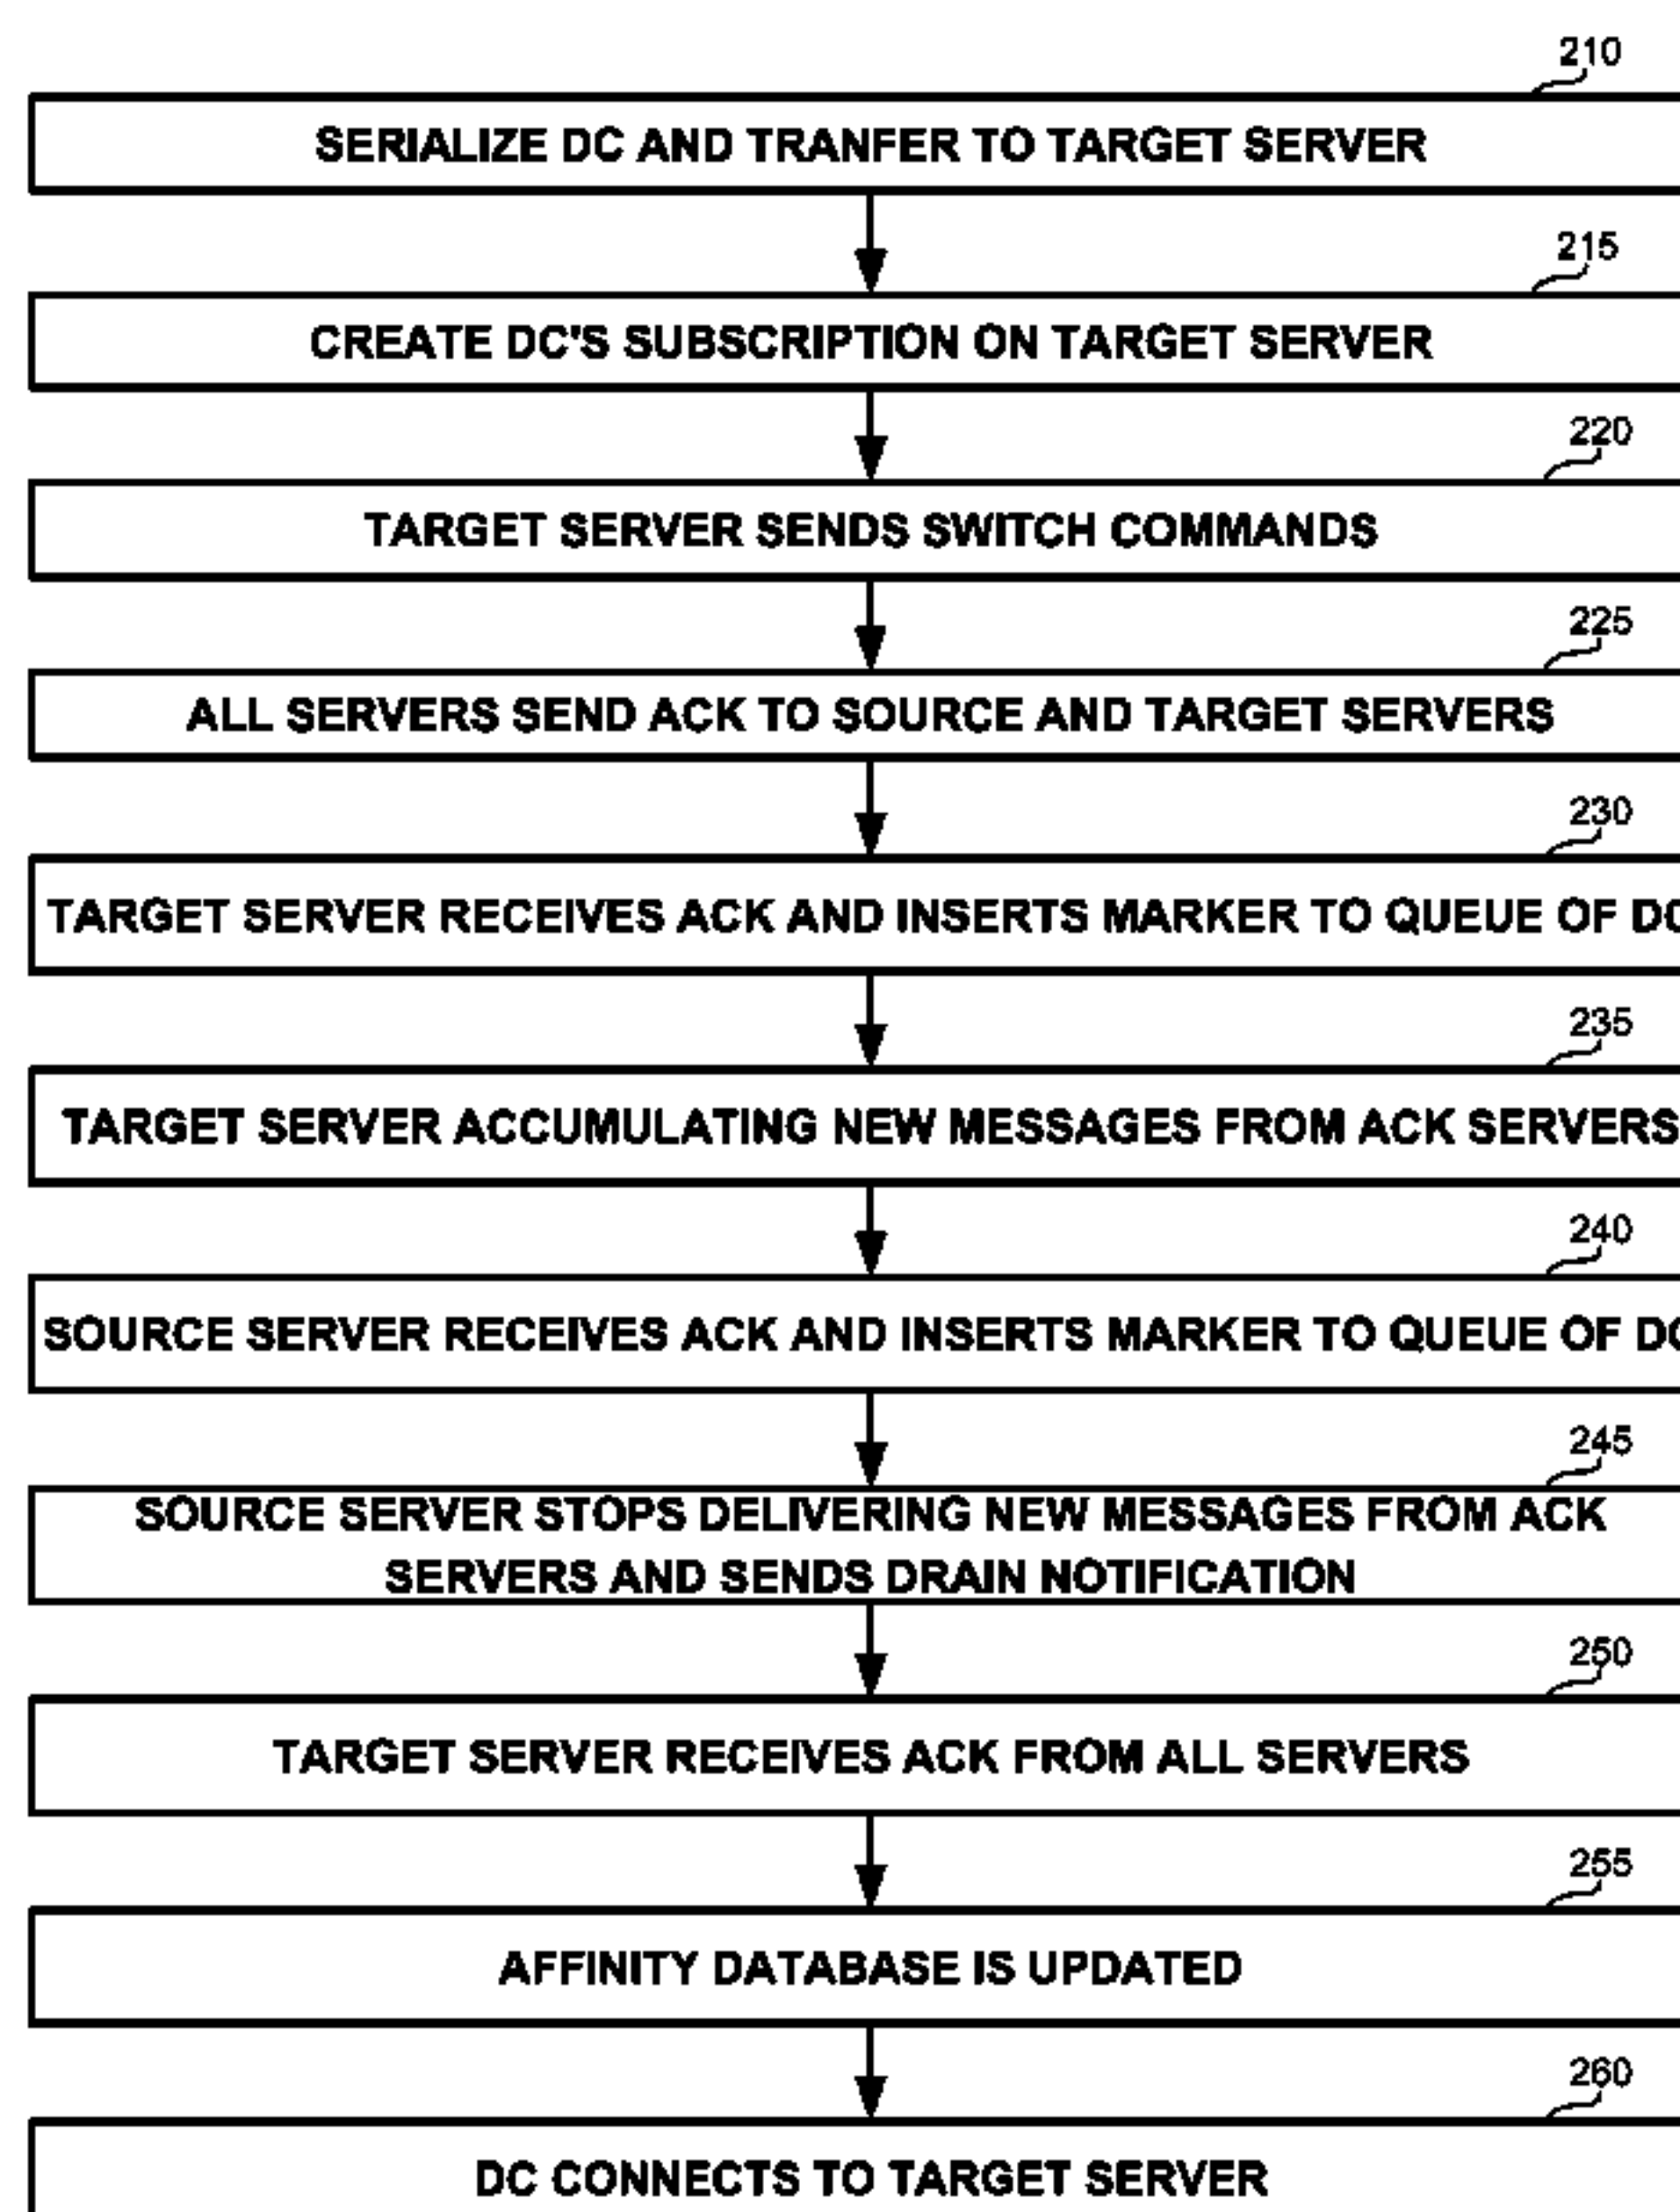 210
SERIALIZE DC AND TRANFER TO TARGET SERVER
215
CREATE DC'S SUBSCRIPTION ON TARGET SERVER
220
TARGET SERVER SENDS SWITCH COMMANDS
225
ALL SERVERS SEND ACK TO SOURCE AND TARGET SERVERS
230
TARGET SERVER RECEIVES ACK AND INSERTS MARKER TO QUEUE OF DC
235
TARGET SERVER ACCUMULATING NEW MESSAGES FROM ACK SERVERS
240
SOURCE SERVER RECEIVES ACK AND INSERTS MARKER TO QUEUE OF DC
245
SOURCE SERVER STOPS DELIVERING NEW MESSAGES FROM ACK
SERVERS AND SENDS DRAIN NOTIFICATION
250
TARGET SERVER RECEIVES ACK FROM ALL SERVERS
255
AFFINITY DATABASE IS UPDATED
260
DC CONNECTS TO TARGET SERVER